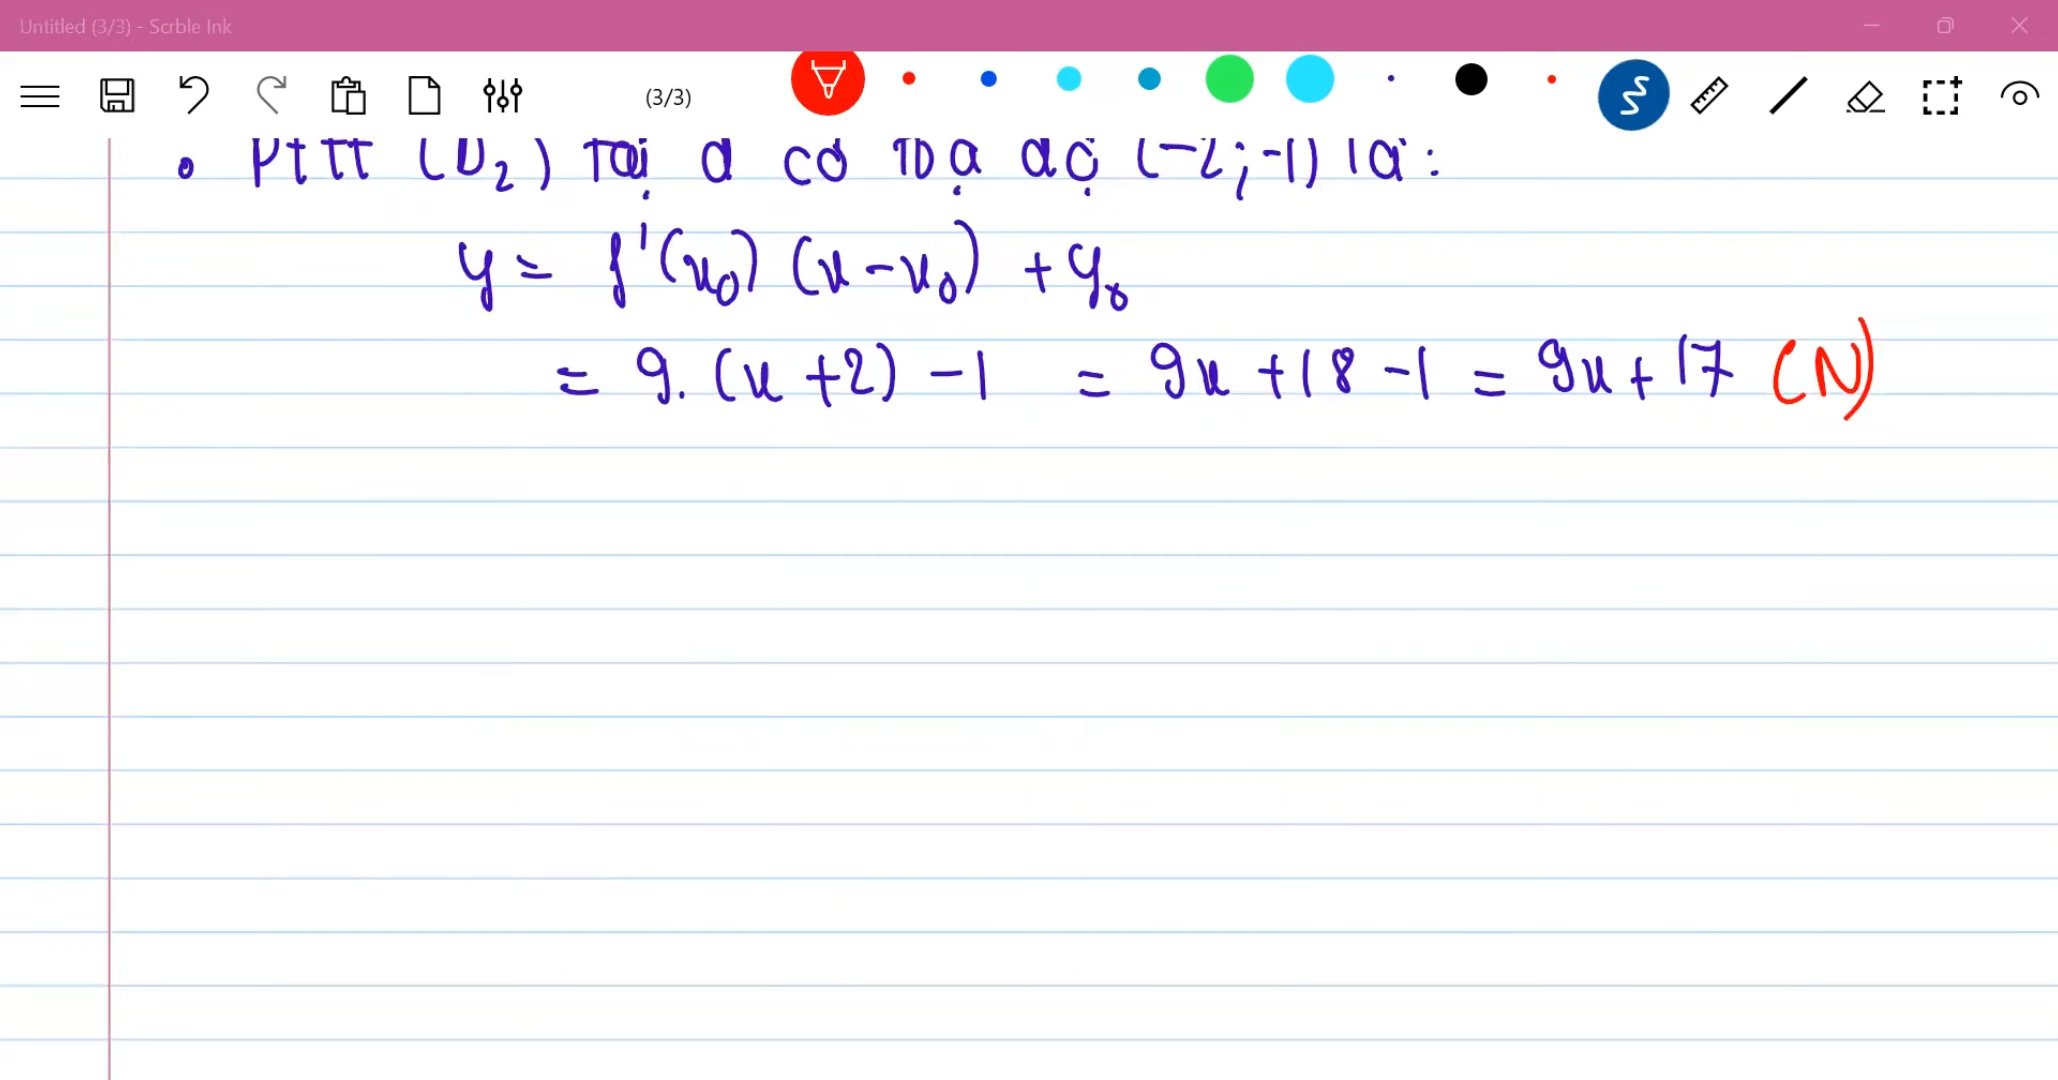 Untitled (3/3) - Scrble Ink
(3/3)
• PTTT (D₂) Tại d có Tọa độ (-2;-1) là:
y = f'(x₀) (x-x₀) + y₀
= 9. (x+2) - 1 = 9x + 18 - 1 = 9x + 17 (N)